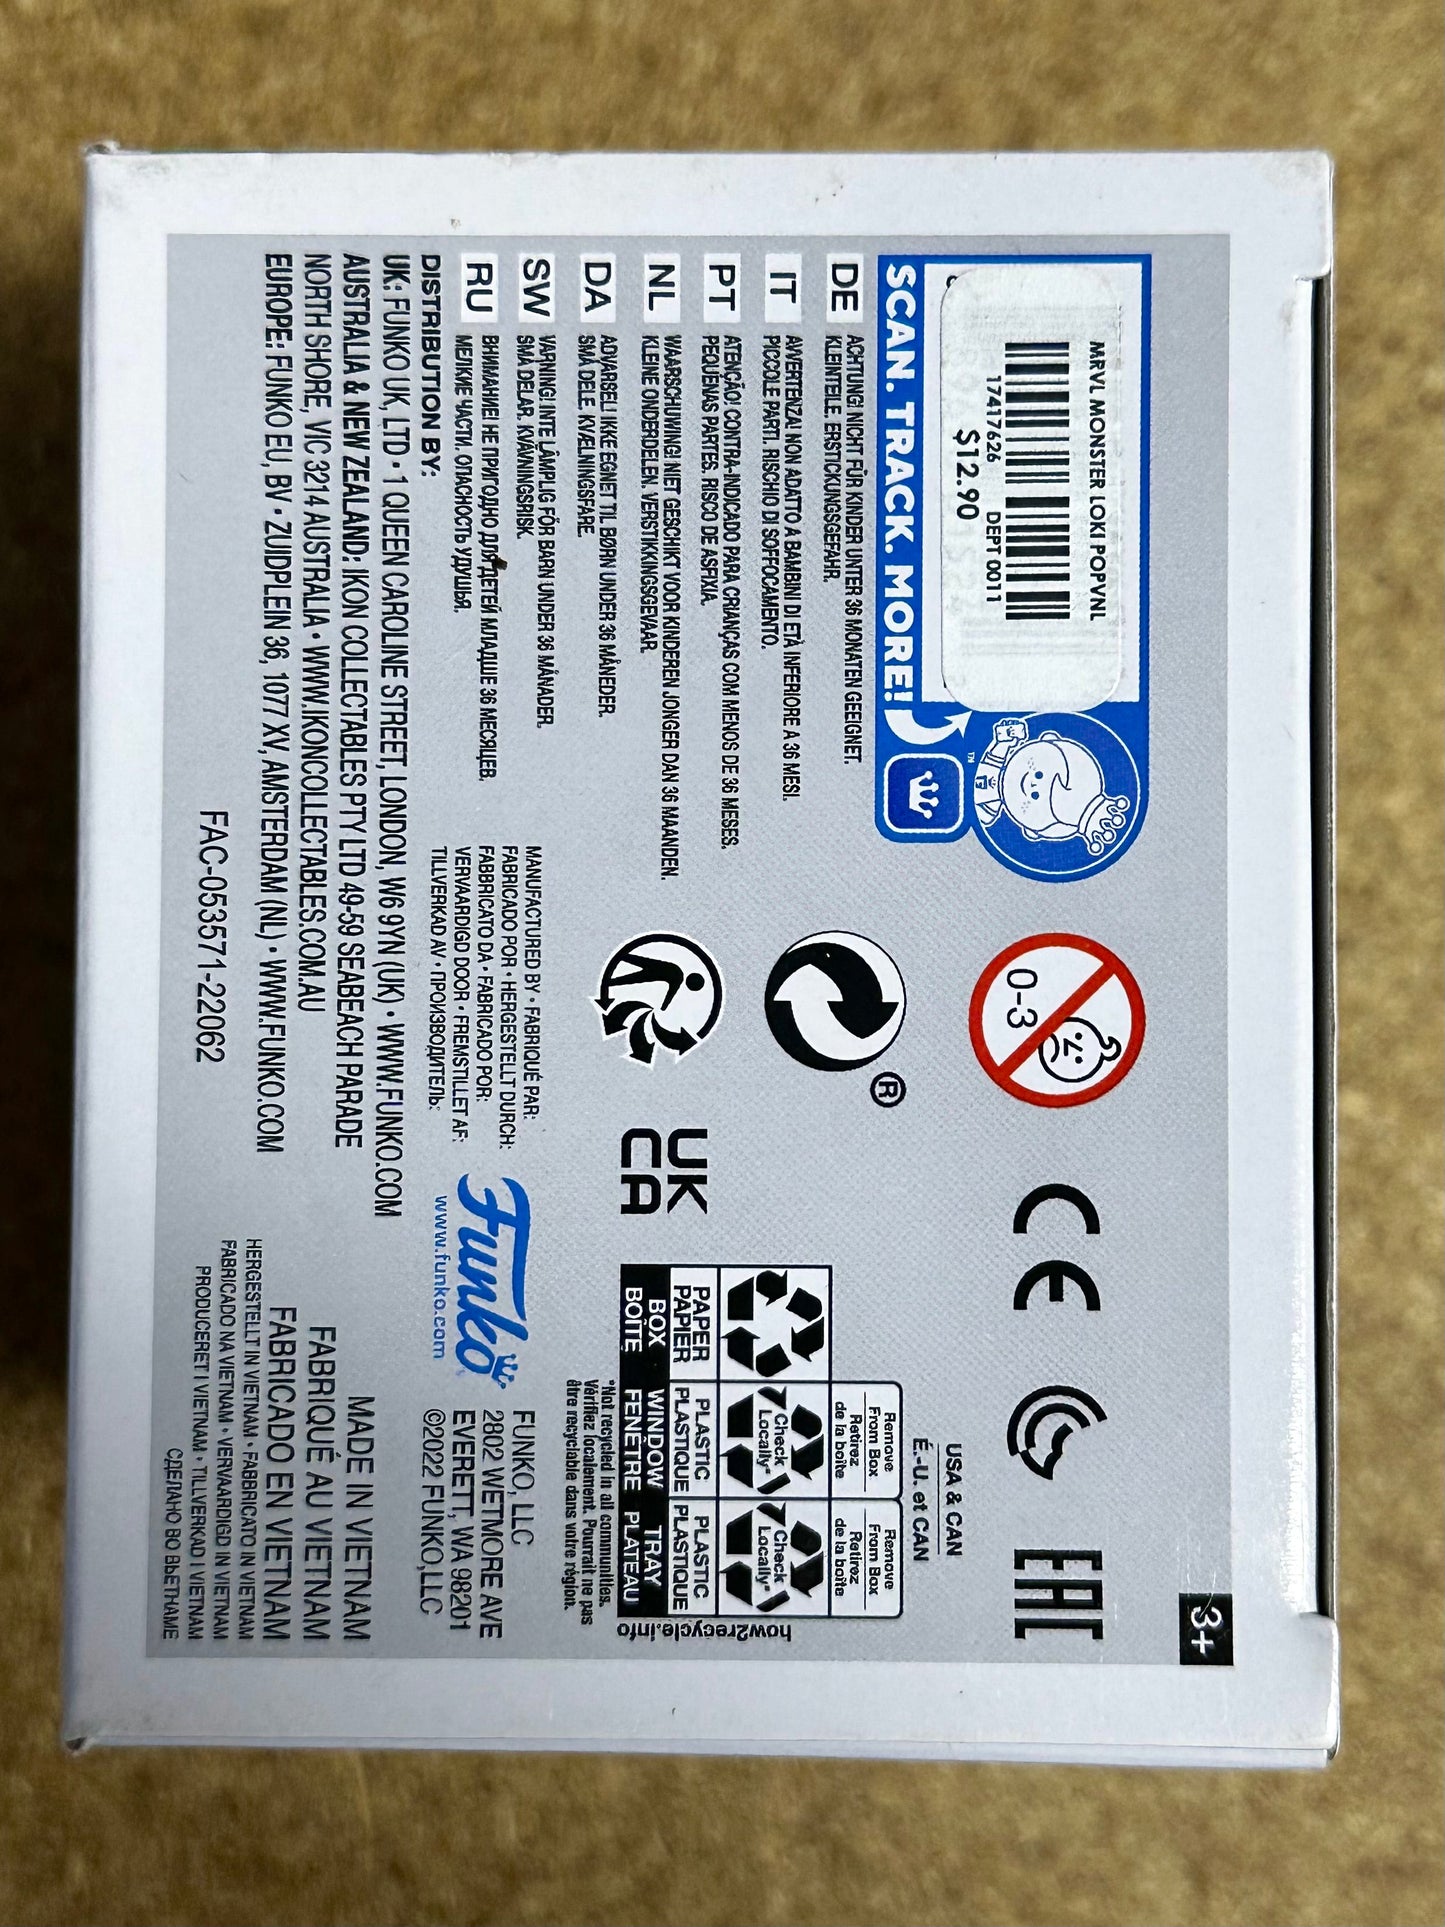 MRVL MONSTER LOKI POPVNL
17417626 DEPT 0011
$12.90
SCAN. TRACK. MORE!
TM
DE ACHTUNG! NICHT FÜR KINDER UNTER 36 MONATEN GEEIGNET.
KLEINTEILE. ERSTICKUNGSGEFAHR.
IT AVVERTENZA! NON ADATTO A BAMBINI DI ETÀ INFERIORE A 36 MESI.
PICCOLE PARTI. RISCHIO DI SOFFOCAMENTO.
PT ATENÇÃO! CONTRA-INDICADO PARA CRIANÇAS COM MENOS DE 36 MESES.
PEQUENAS PARTES. RISCO DE ASFIXIA.
NL WAARSCHUWING! NIET GESCHIKT VOOR KINDEREN JONGER DAN 36 MAANDEN.
KLEINE ONDERDELEN. VERSTIKKINGSGEVAAR.
DA ADVARSEL! IKKE EGNET TIL BØRN UNDER 36 MÅNEDER.
SMÅ DELE. KVÆLNINGSFARE.
SW VARNING! INTE LÄMPLIG FÖR BARN UNDER 36 MÅNADER.
SMÅ DELAR. KVÄVNINGSRISK.
RU ВНИМАНИЕ! НЕ ПРИГОДНО ДЛЯ ДЕТЕЙ МЛАДШЕ 36 МЕСЯЦЕВ.
МЕЛКИЕ ЧАСТИ. ОПАСНОСТЬ УДУШЬЯ.
DISTRIBUTION BY:
UK: FUNKO UK, LTD • 1 QUEEN CAROLINE STREET, LONDON, W6 9YN (UK) • WWW.FUNKO.COM
AUSTRALIA & NEW ZEALAND: IKON COLLECTABLES PTY LTD 49-59 SEABEACH PARADE
NORTH SHORE, VIC 3214 AUSTRALIA • WWW.IKONCOLLECTABLES.COM.AU
EUROPE: FUNKO EU, BV • ZUIDPLEIN 36, 1077 XV, AMSTERDAM (NL) • WWW.FUNKO.COM
FAC-053571-22062
0-3
CE
EAC
3+
®
UK
CA
USA & CAN
É.-U. et CAN
Remove
From Box
Retirez
de la boîte
Remove
From Box
Retirez
de la boîte
Check
Locally*
Check
Locally*
PAPER
PAPIER
PLASTIC
PLASTIQUE
PLASTIC
PLASTIQUE
BOX
BOÎTE
WINDOW
FENÊTRE
TRAY
PLATEAU
how2recycle.info
*Not recycled in all communities.
Vérifiez localement. Pourrait ne pas
être recyclable dans votre région.
MANUFACTURED BY • FABRIQUÉ PAR:
FABRICADO POR • HERGESTELLT DURCH:
FABBRICATO DA • FABRICADO POR:
VERVAARDIGD DOOR • FREMSTILLET AF:
TILLVERKAD AV • ПРОИЗВОДИТЕЛЬ:
Funko
www.funko.com
FUNKO, LLC
2802 WETMORE AVE
EVERETT, WA 98201
©2022 FUNKO,LLC
MADE IN VIETNAM
FABRIQUÉ AU VIETNAM
FABRICADO EN VIETNAM
HERGESTELLT IN VIETNAM • FABBRICATO IN VIETNAM
FABRICADO NA VIETNAM • VERVAARDIGD IN VIETNAM
PRODUCERET I VIETNAM • TILLVERKAD I VIETNAM
СДЕЛАНО ВО ВЬЕТНАМЕ